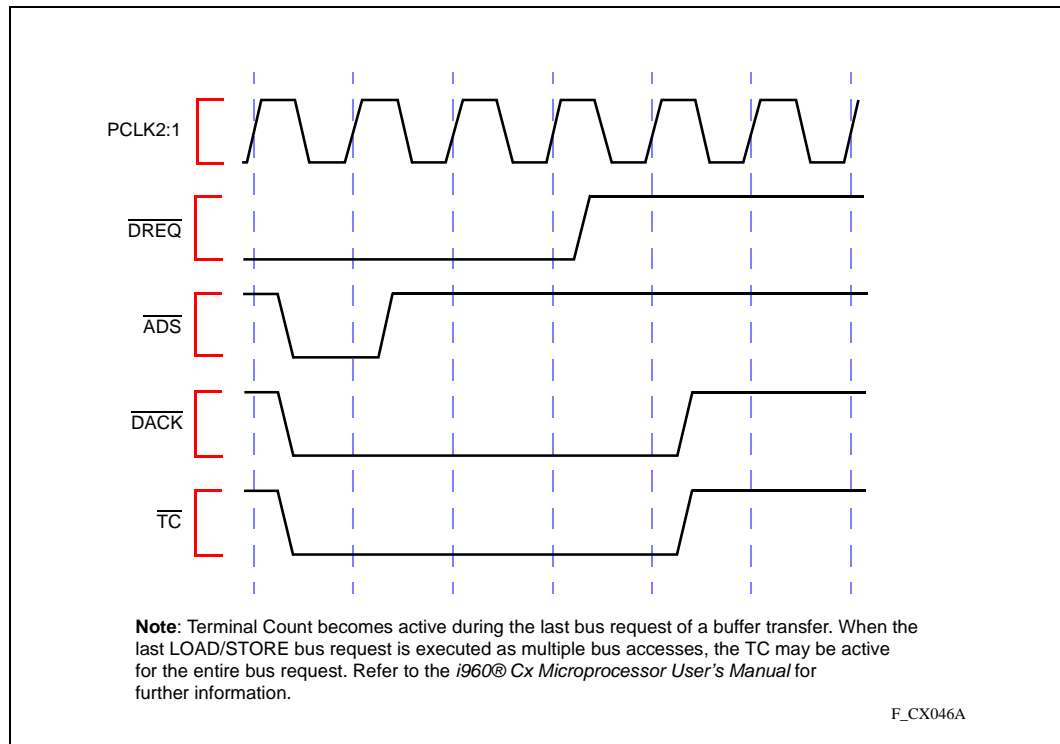 PCLK2:1
DREQ
ADS
DACK
TC
Note: Terminal Count becomes active during the last bus request of a buffer transfer. When the
last LOAD/STORE bus request is executed as multiple bus accesses, the TC may be active
for the entire bus request. Refer to the i960® Cx Microprocessor User's Manual for
further information.
F_CX046A